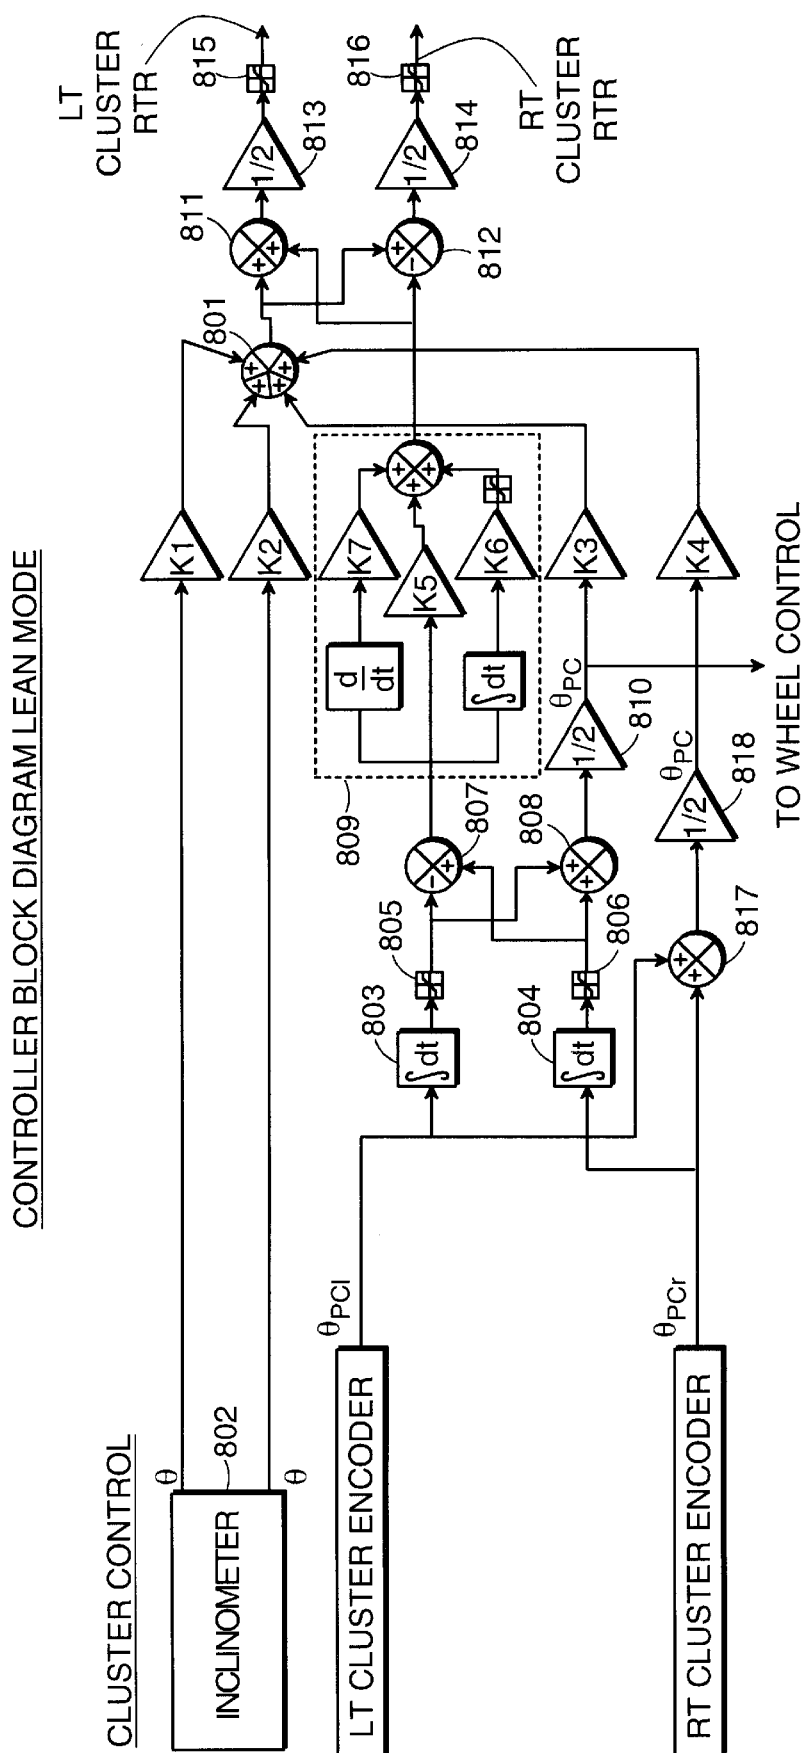 CONTROLLER BLOCK DIAGRAM LEAN MODE
CLUSTER CONTROL
INCLINOMETER
802
θ
θ
K1
K2
801
+
+
+
+
811
+
+
1/2
813
815
LT
CLUSTER
RTR
812
+
-
1/2
814
816
RT
CLUSTER
RTR
LT CLUSTER ENCODER
θPCl
∫dt
803
805
-
+
807
809
d
dt
∫dt
K7
K5
K6
+
+
+
∫dt
804
806
+
+
808
1/2
810
θPC
K3
TO WHEEL CONTROL
RT CLUSTER ENCODER
θPCr
+
+
817
1/2
818
θPC
K4